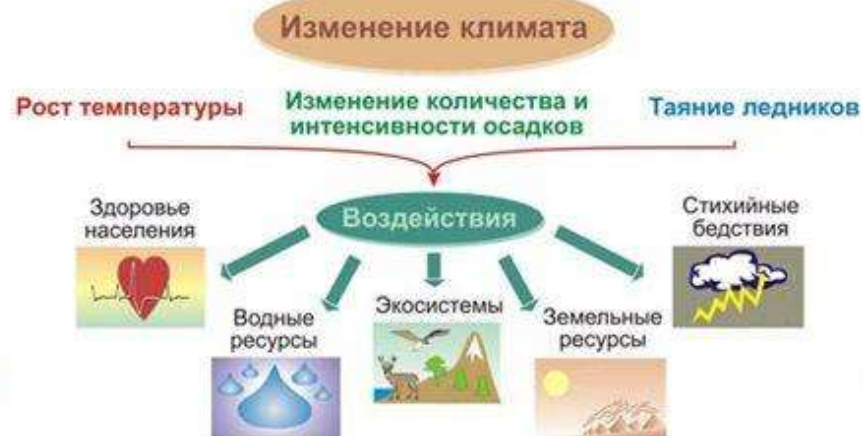 Изменение климата
Рост температуры
Изменение количества и
интенсивности осадков
Таяние ледников
Воздействия
Здоровье
населения
Водные
ресурсы
Экосистемы
Земельные
ресурсы
Стихийные
бедствия